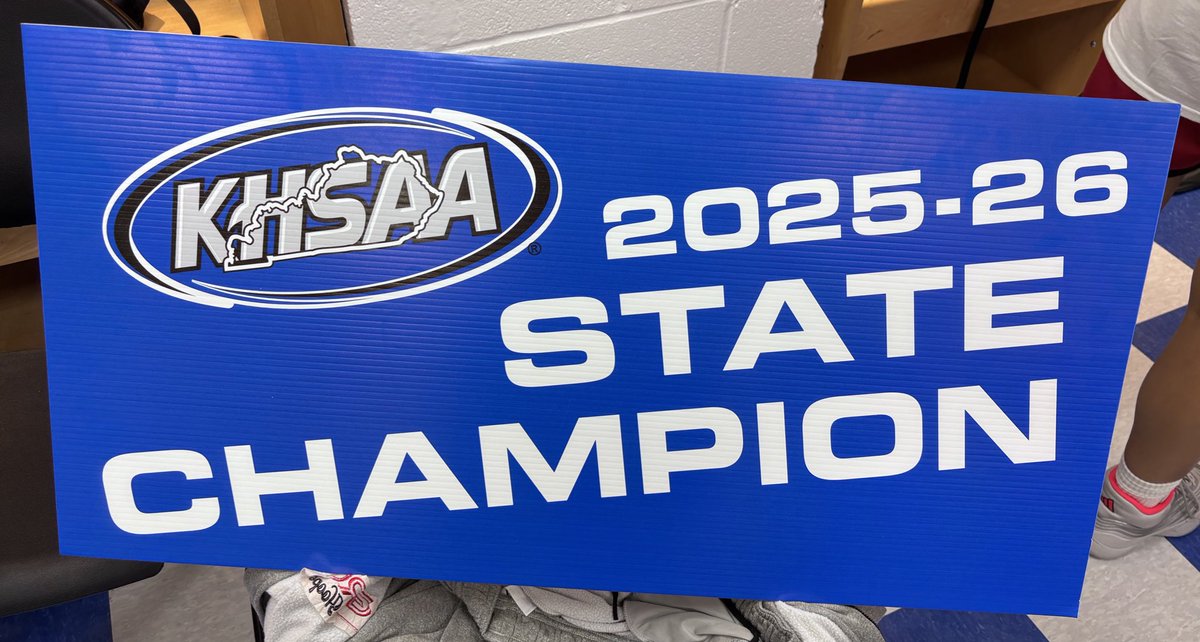 KHSAA
®
2025-26
STATE
CHAMPION